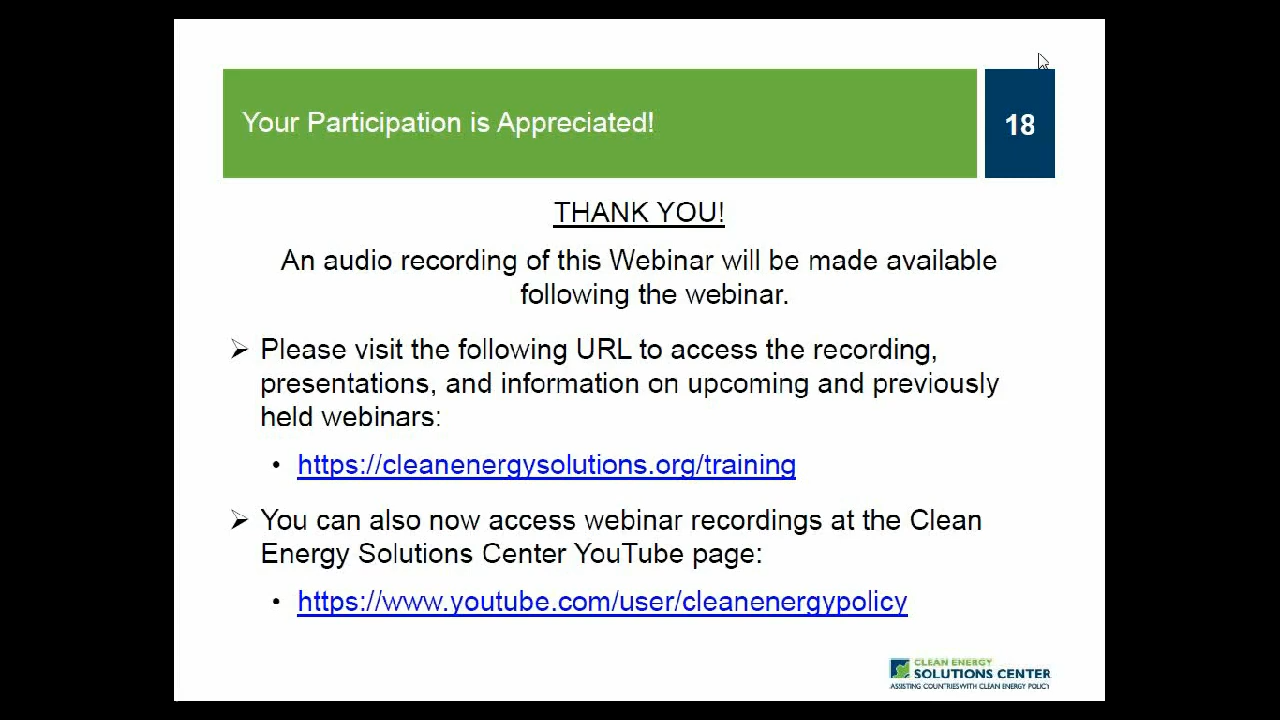 Your Participation is Appreciated!
18
THANK YOU!
An audio recording of this Webinar will be made available
following the webinar.
➢ Please visit the following URL to access the recording,
presentations, and information on upcoming and previously
held webinars:
• https://cleanenergysolutions.org/training
➢ You can also now access webinar recordings at the Clean
Energy Solutions Center YouTube page:
• https://www.youtube.com/user/cleanenergypolicy
CLEAN ENERGY
SOLUTIONS CENTER
ASSISTING COUNTRIES WITH CLEAN ENERGY POLICY